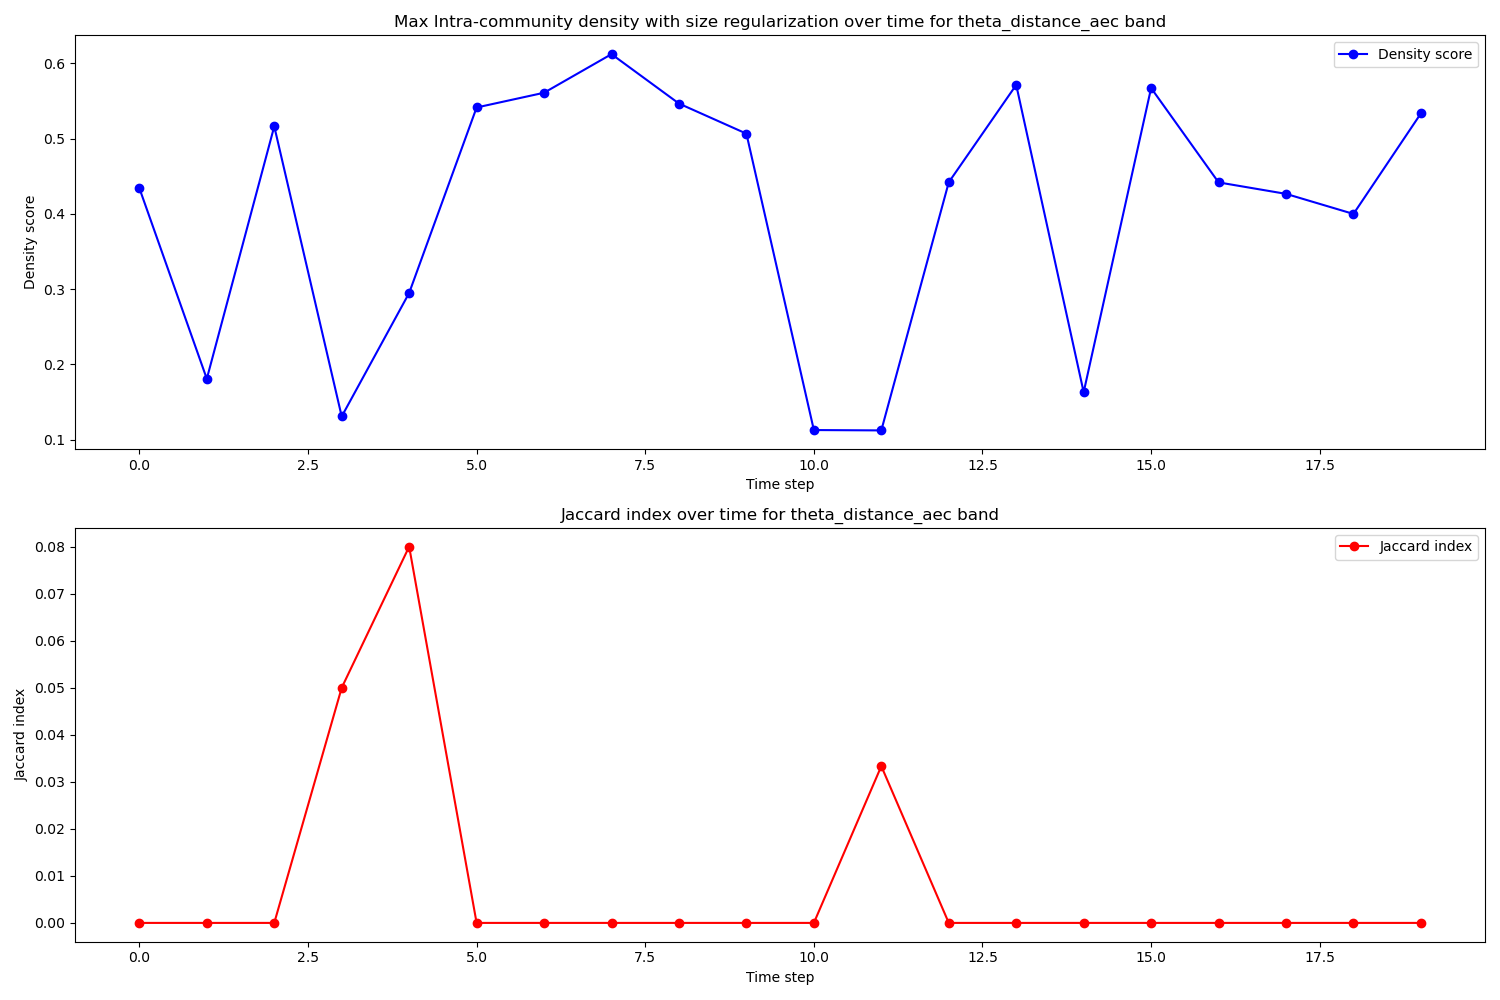 Max Intra-community density with size regularization over time for theta_distance_aec band
Density score
Density score
0.6
0.5
0.4
0.3
0.2
0.1
0.0 2.5 5.0 7.5 10.0 12.5 15.0 17.5
Time step
Jaccard index over time for theta_distance_aec band
Jaccard index
Jaccard index
0.08
0.07
0.06
0.05
0.04
0.03
0.02
0.01
0.00
0.0 2.5 5.0 7.5 10.0 12.5 15.0 17.5
Time step